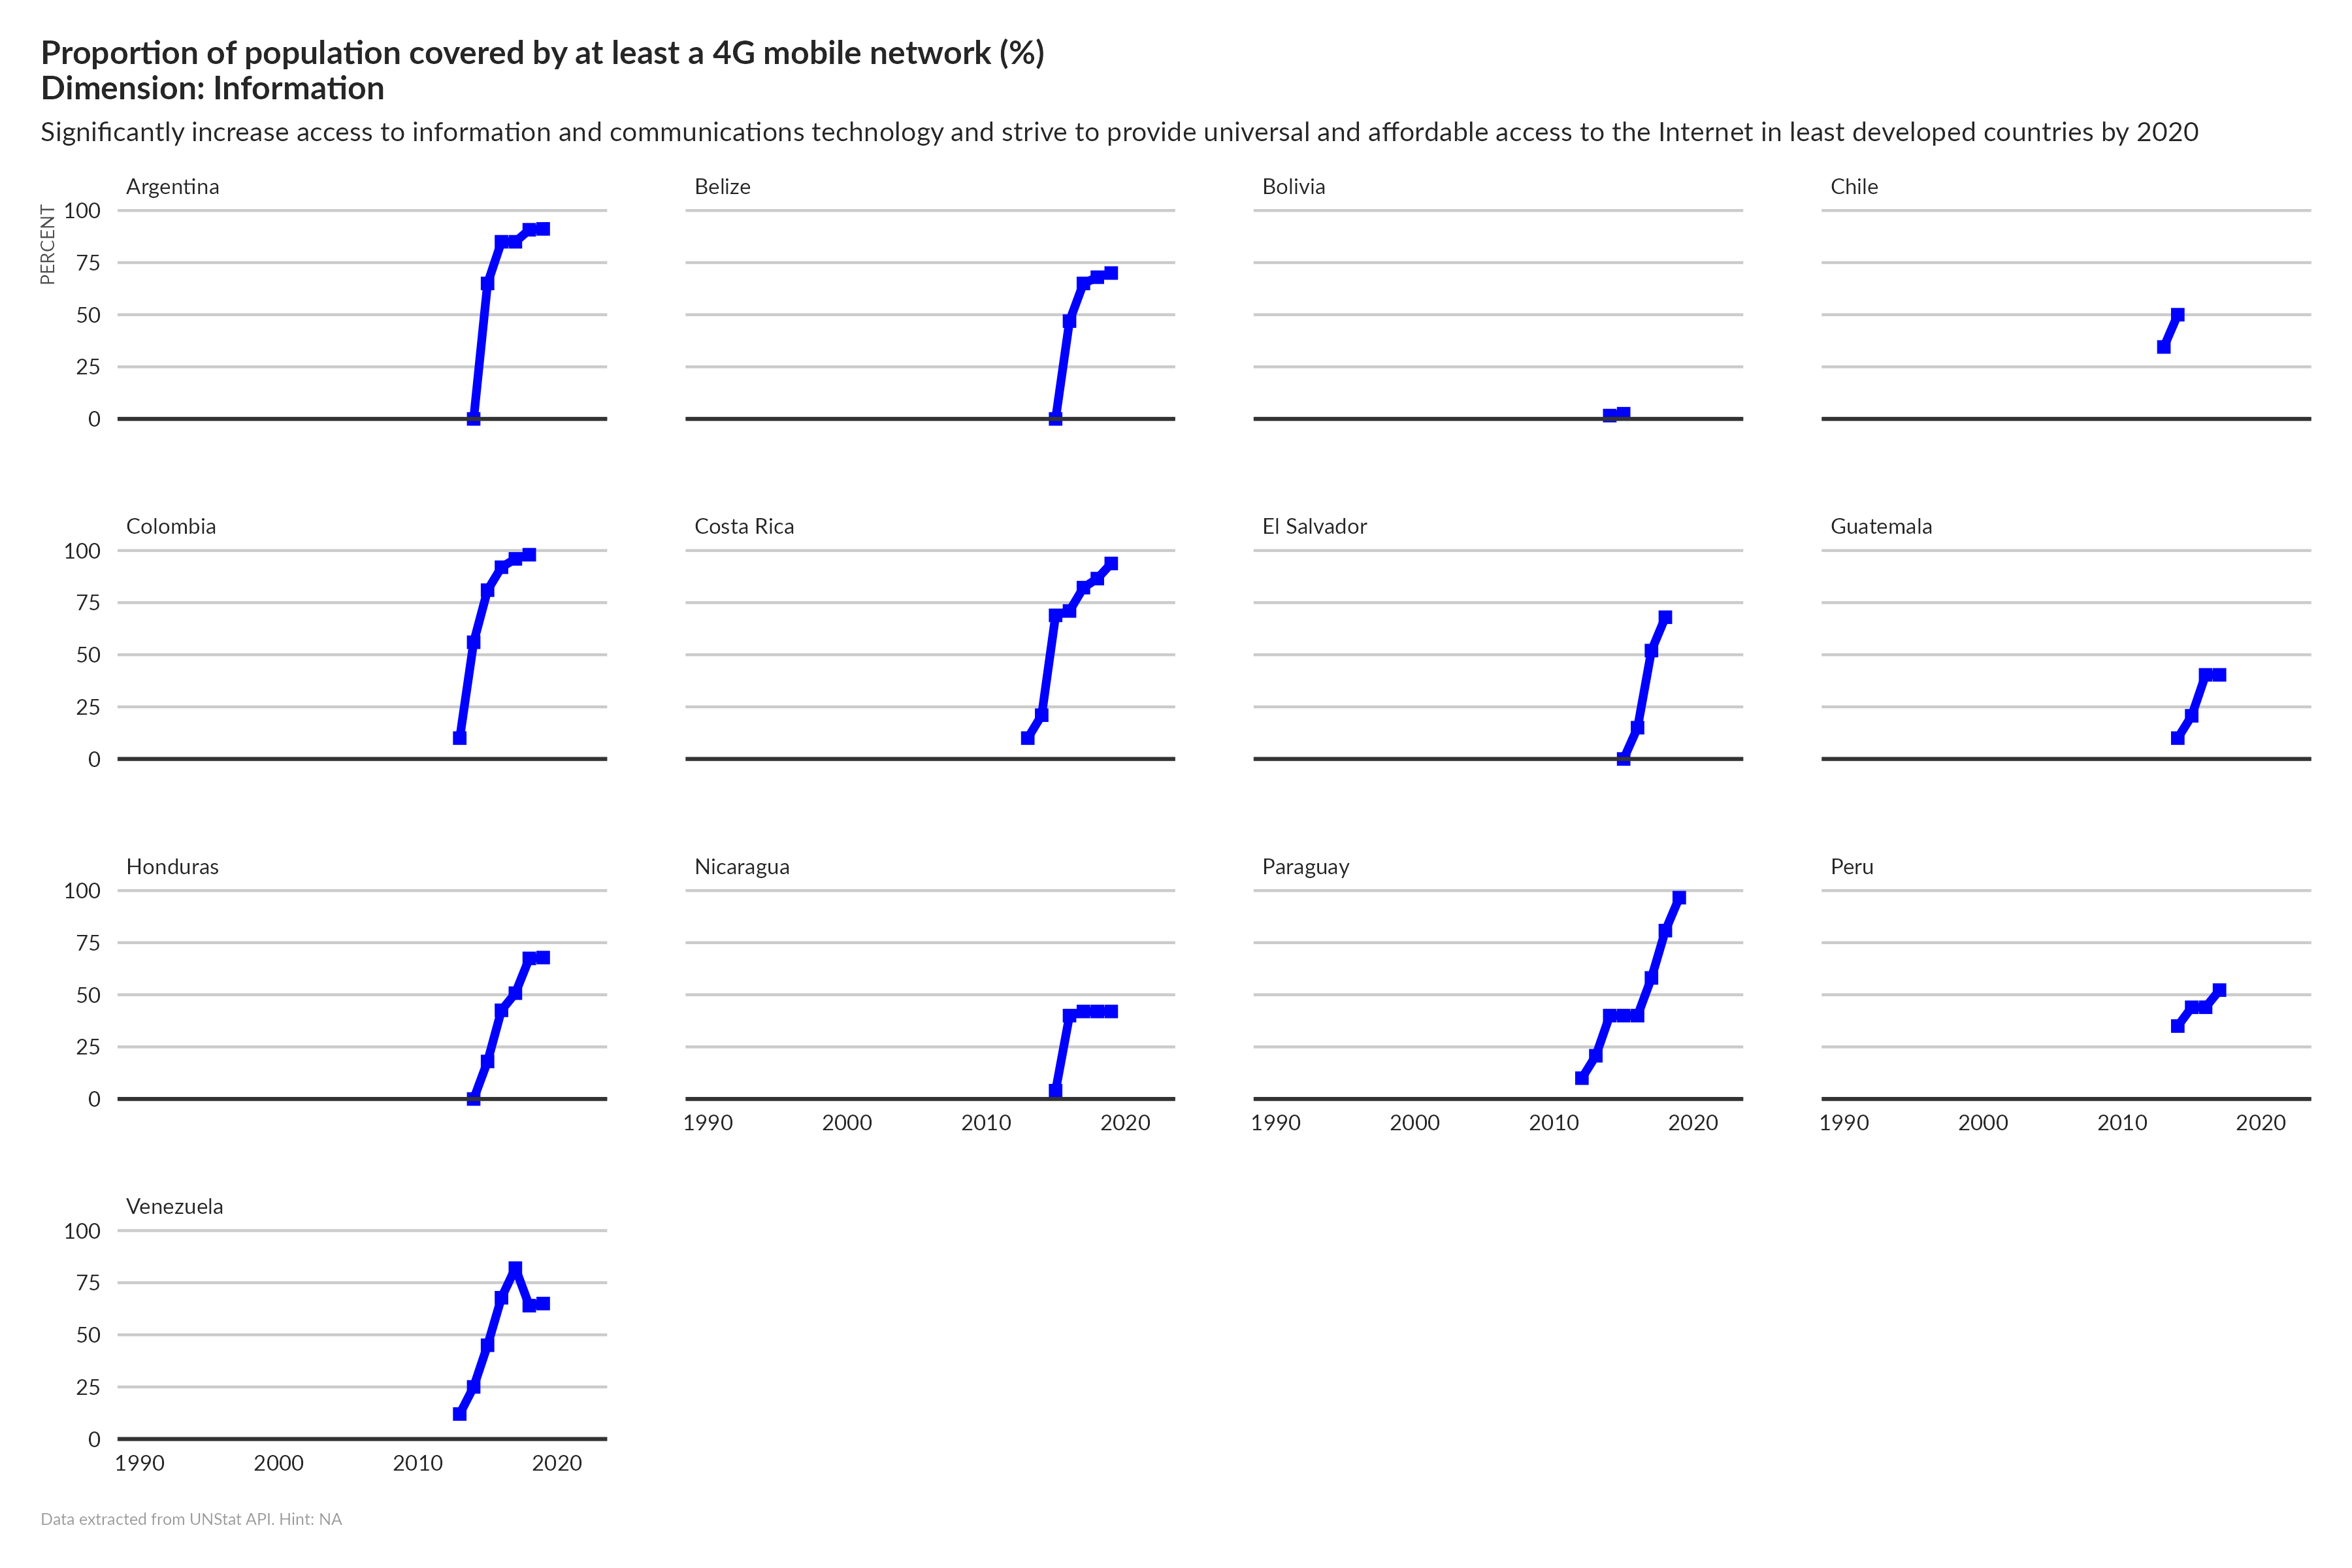 Proportion of population covered by at least a 4G mobile network (%)
Dimension: Information
Significantly increase access to information and communications technology and strive to provide universal and affordable access to the Internet in least developed countries by 2020
Argentina
Belize
Bolivia
Chile
PERCENT
100
75
50
25
0
Colombia
Costa Rica
El Salvador
Guatemala
100
75
50
25
0
Honduras
Nicaragua
Paraguay
Peru
100
75
50
25
0
1990 2000 2010 2020
1990 2000 2010 2020
1990 2000 2010 2020
Venezuela
100
75
50
25
0
1990 2000 2010 2020
Data extracted from UNStat API. Hint: NA